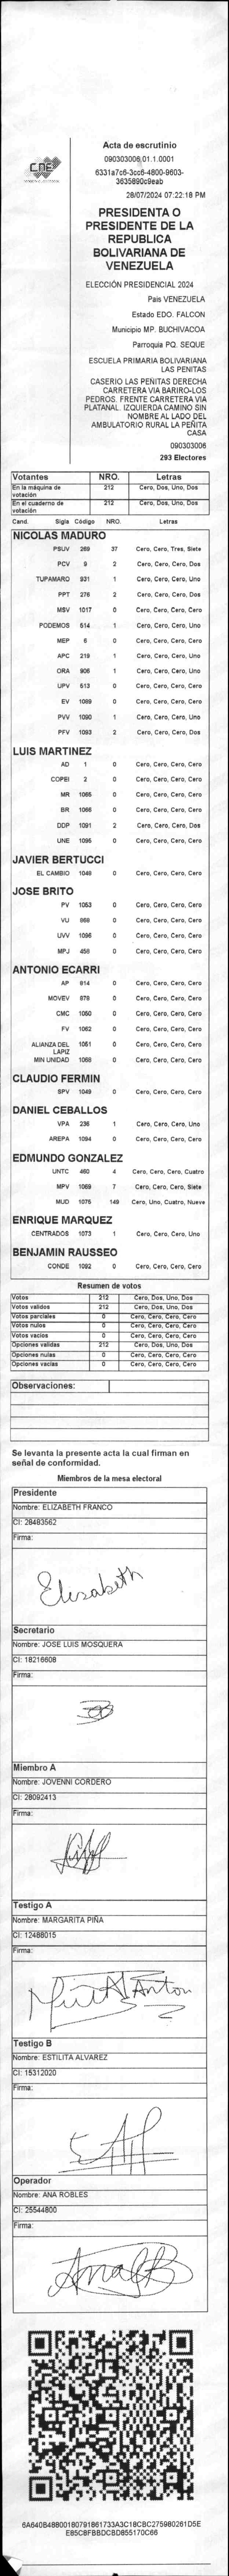 CNE
Acta de escrutinio
090303006.01.1.0001
6331a7c6-3cc6-4800-9603-
3635890c9eab
28/07/2024 07:22:18 PM
PRESIDENTA O
PRESIDENTE DE LA
REPUBLICA
BOLIVARIANA DE
VENEZUELA
ELECCIÓN PRESIDENCIAL 2024
Pais VENEZUELA
Estado EDO. FALCON
Municipio MP. BUCHIVACOA
Parroquia PQ. SEQUE
ESCUELA PRIMARIA BOLIVARIANA
LAS PENITAS
CASERIO LAS PENITAS DERECHA
CARRETERA VIA BARIRO-LOS
PEDROS. FRENTE CARRETERA VIA
PLATANAL. IZQUIERDA CAMINO SIN
NOMBRE AL LADO DEL
AMBULATORIO RURAL LA PEÑITA
CASA
090303006
293 Electores
Votantes NRO. Letras
En la máquina de votación 212 Cero, Dos, Uno, Dos
En el cuaderno de votación 212 Cero, Dos, Uno, Dos
Cand. Sigla Código NRO. Letras
NICOLAS MADURO
PSUV 269 37 Cero, Cero, Tres, Siete
PCV 9 2 Cero, Cero, Cero, Dos
TUPAMARO 931 1 Cero, Cero, Cero, Uno
PPT 276 2 Cero, Cero, Cero, Dos
MSV 1017 0 Cero, Cero, Cero, Cero
PODEMOS 514 1 Cero, Cero, Cero, Uno
MEP 6 0 Cero, Cero, Cero, Cero
APC 219 1 Cero, Cero, Cero, Uno
ORA 906 1 Cero, Cero, Cero, Uno
UPV 513 0 Cero, Cero, Cero, Cero
EV 1089 0 Cero, Cero, Cero, Cero
PVV 1090 1 Cero, Cero, Cero, Uno
PFV 1093 2 Cero, Cero, Cero, Dos
LUIS MARTINEZ
AD 1 0 Cero, Cero, Cero, Cero
COPEI 2 0 Cero, Cero, Cero, Cero
MR 1065 0 Cero, Cero, Cero, Cero
BR 1066 0 Cero, Cero, Cero, Cero
DDP 1091 2 Cero, Cero, Cero, Dos
UNE 1095 0 Cero, Cero, Cero, Cero
JAVIER BERTUCCI
EL CAMBIO 1048 0 Cero, Cero, Cero, Cero
JOSE BRITO
PV 1053 0 Cero, Cero, Cero, Cero
VU 868 0 Cero, Cero, Cero, Cero
UVV 1096 0 Cero, Cero, Cero, Cero
MPJ 458 0 Cero, Cero, Cero, Cero
ANTONIO ECARRI
AP 814 0 Cero, Cero, Cero, Cero
MOVEV 878 0 Cero, Cero, Cero, Cero
CMC 1050 0 Cero, Cero, Cero, Cero
FV 1062 0 Cero, Cero, Cero, Cero
ALIANZA DEL LAPIZ 1051 0 Cero, Cero, Cero, Cero
MIN UNIDAD 1068 0 Cero, Cero, Cero, Cero
CLAUDIO FERMIN
SPV 1049 0 Cero, Cero, Cero, Cero
DANIEL CEBALLOS
VPA 236 1 Cero, Cero, Cero, Uno
AREPA 1094 0 Cero, Cero, Cero, Cero
EDMUNDO GONZALEZ
UNTC 460 4 Cero, Cero, Cero, Cuatro
MPV 1069 7 Cero, Cero, Cero, Siete
MUD 1075 149 Cero, Uno, Cuatro, Nueve
ENRIQUE MARQUEZ
CENTRADOS 1073 1 Cero, Cero, Cero, Uno
BENJAMIN RAUSSEO
CONDE 1092 0 Cero, Cero, Cero, Cero
Resumen de votos
Votos 212 Cero, Dos, Uno, Dos
Votos validos 212 Cero, Dos, Uno, Dos
Votos parciales 0 Cero, Cero, Cero, Cero
Votos nulos 0 Cero, Cero, Cero, Cero
Votos vacios 0 Cero, Cero, Cero, Cero
Opciones validas 212 Cero, Dos, Uno, Dos
Opciones nulas 0 Cero, Cero, Cero, Cero
Opciones vacias 0 Cero, Cero, Cero, Cero
Observaciones:
Se levanta la presente acta la cual firman en
señal de conformidad.
Miembros de la mesa electoral
Presidente
Nombre: ELIZABETH FRANCO
CI: 28483562
Firma:
Elizabeth
Secretario
Nombre: JOSE LUIS MOSQUERA
CI: 18216608
Firma:
Miembro A
Nombre: JOVENNI CORDERO
CI: 28092413
Firma:
Testigo A
Nombre: MARGARITA PIÑA
CI: 12488015
Firma:
Testigo B
Nombre: ESTILITA ALVAREZ
CI: 15312020
Firma:
Operador
Nombre: ANA ROBLES
CI: 25544800
Firma:
6A640B4880018079186173​3A3C18CBC275980261D5E
E85C8FBBDCBD855170C66